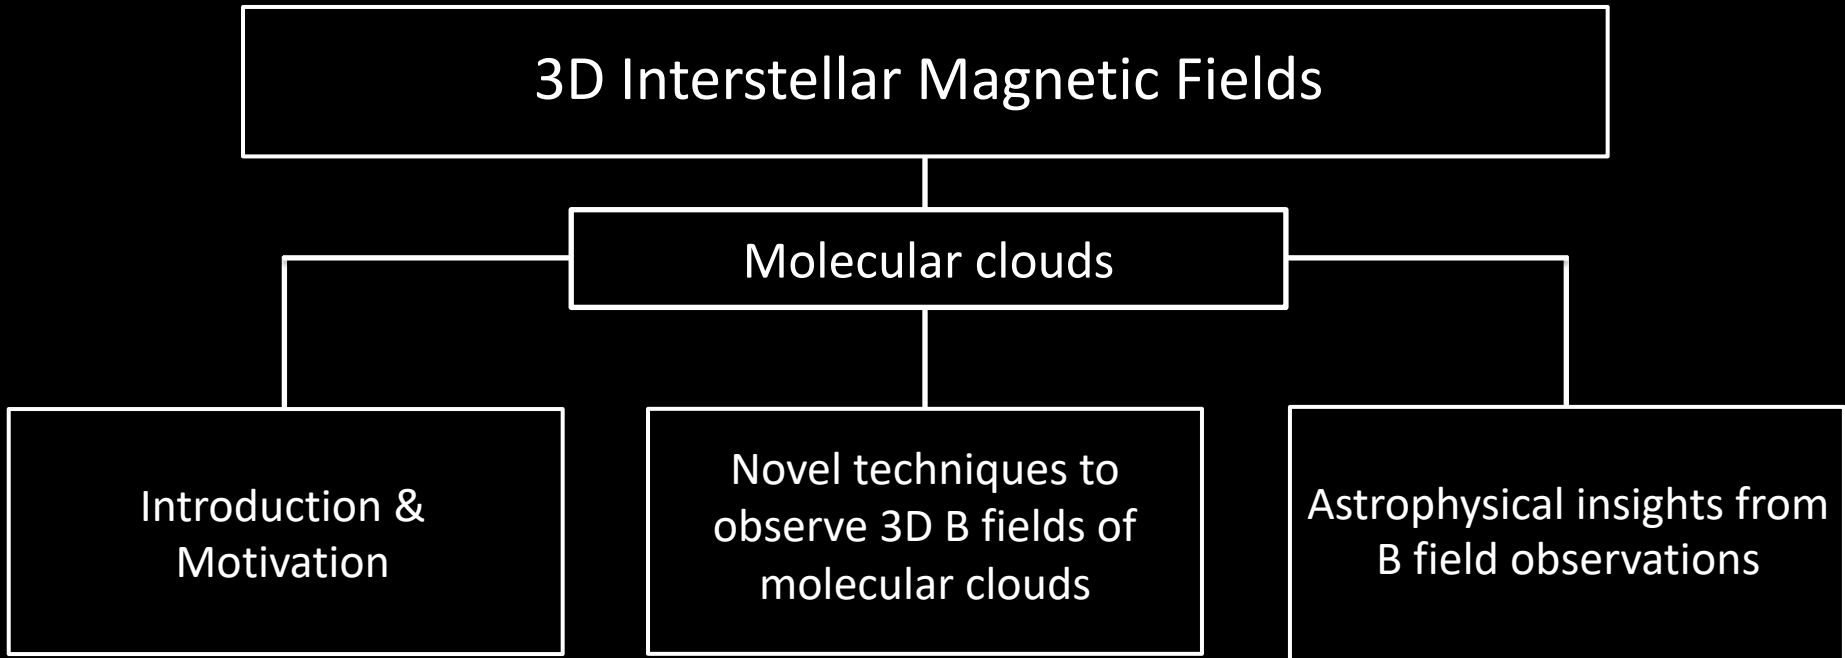 3D Interstellar Magnetic Fields
Molecular clouds
Introduction &
Motivation
Novel techniques to
observe 3D B fields of
molecular clouds
Astrophysical insights from
B field observations